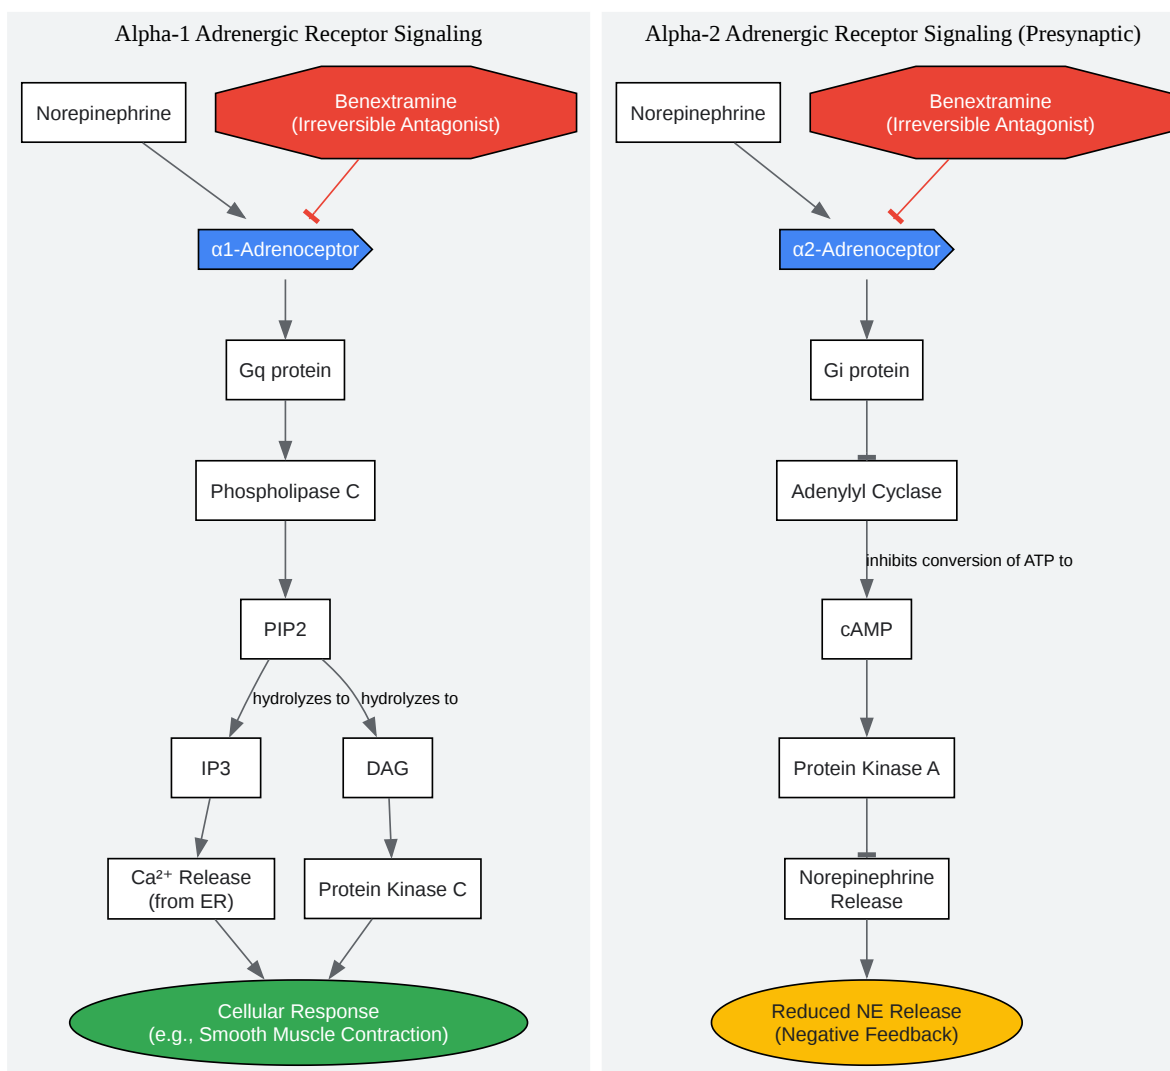 Alpha-1 Adrenergic Receptor Signaling
Norepinephrine
Benextramine
(Irreversible Antagonist)
α1-Adrenoceptor
Gq protein
Phospholipase C
PIP2
hydrolyzes to
hydrolyzes to
IP3
DAG
Ca²⁺ Release
(from ER)
Protein Kinase C
Cellular Response
(e.g., Smooth Muscle Contraction)
Alpha-2 Adrenergic Receptor Signaling (Presynaptic)
Norepinephrine
Benextramine
(Irreversible Antagonist)
α2-Adrenoceptor
Gi protein
Adenylyl Cyclase
inhibits conversion of ATP to
cAMP
Protein Kinase A
Norepinephrine
Release
Reduced NE Release
(Negative Feedback)